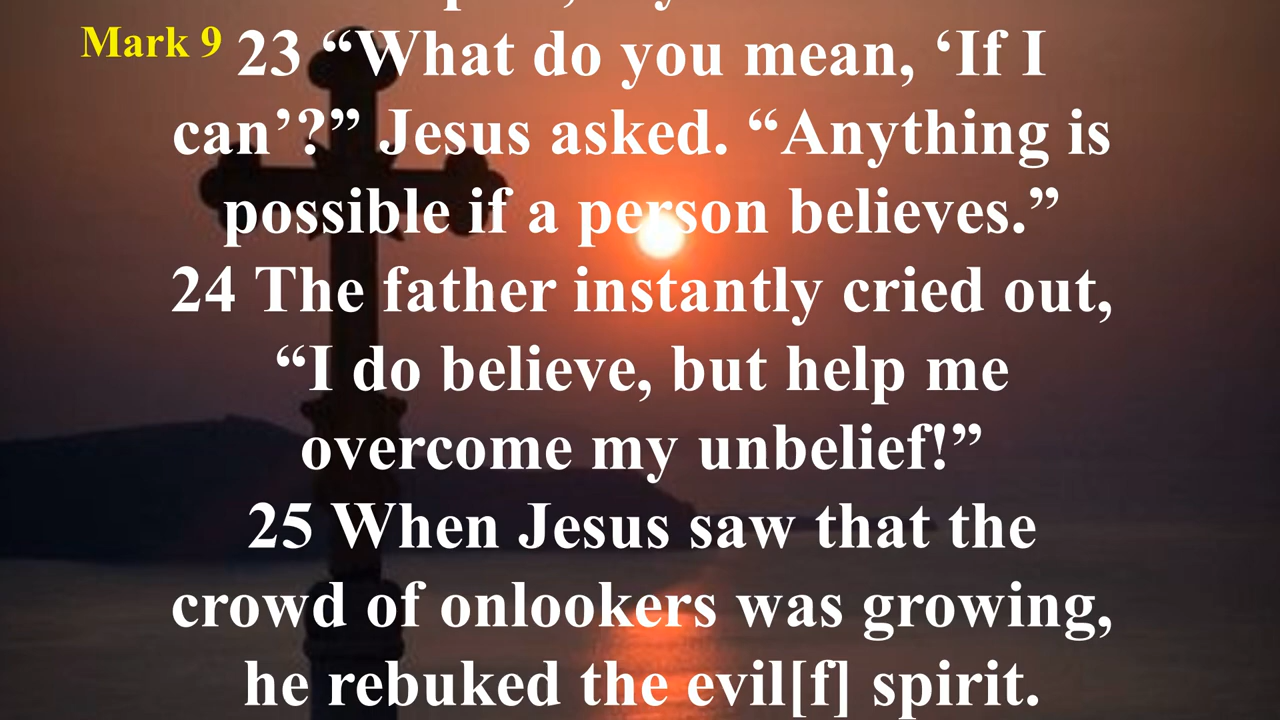 Mark 9 23 “What do you mean, ‘If I
can’?” Jesus asked. “Anything is
possible if a person believes.”
24 The father instantly cried out,
“I do believe, but help me
overcome my unbelief!”
25 When Jesus saw that the
crowd of onlookers was growing,
he rebuked the evil[f] spirit.